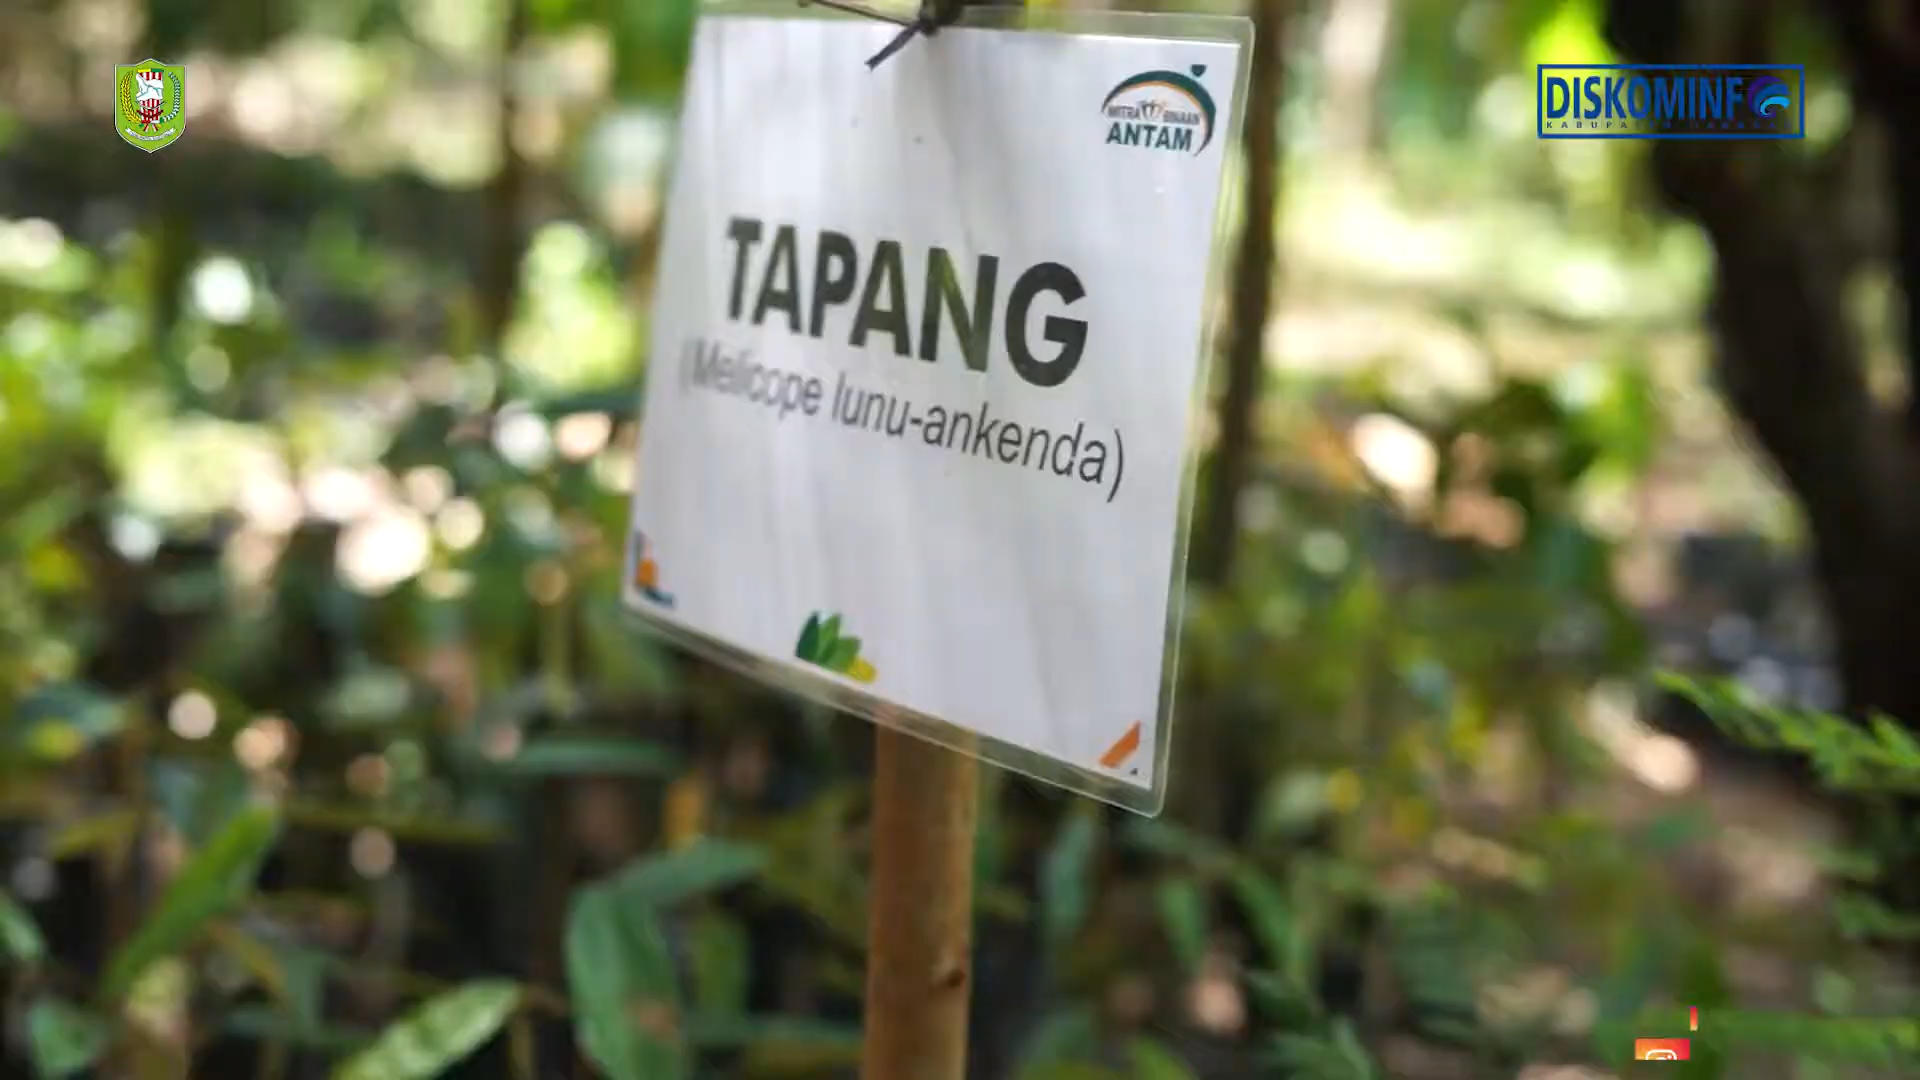 DISKOMINFO
MITRA BINAAN
ANTAM
TAPANG
(Melicope lunu-ankenda)